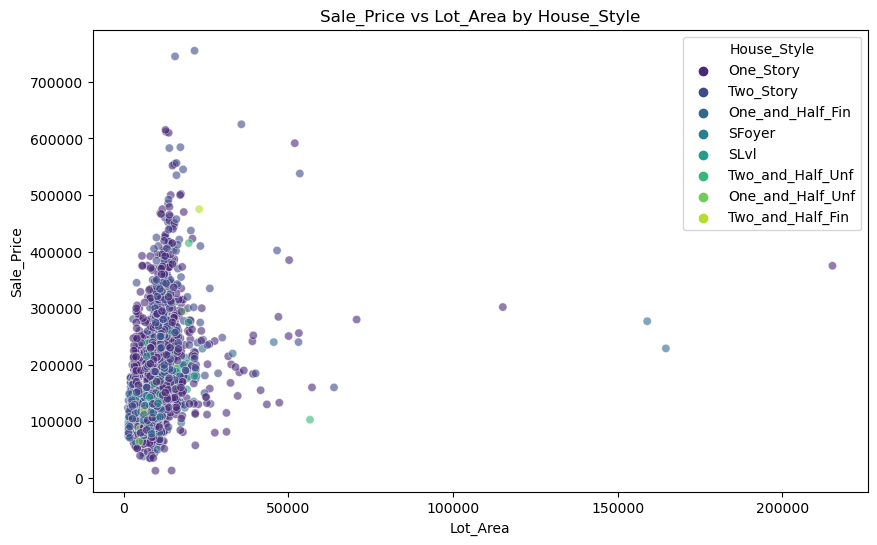 Sale_Price vs Lot_Area by House_Style
House_Style
One_Story
Two_Story
One_and_Half_Fin
SFoyer
SLvl
Two_and_Half_Unf
One_and_Half_Unf
Two_and_Half_Fin
Sale_Price
700000
600000
500000
400000
300000
200000
100000
0
0 50000 100000 150000 200000
Lot_Area